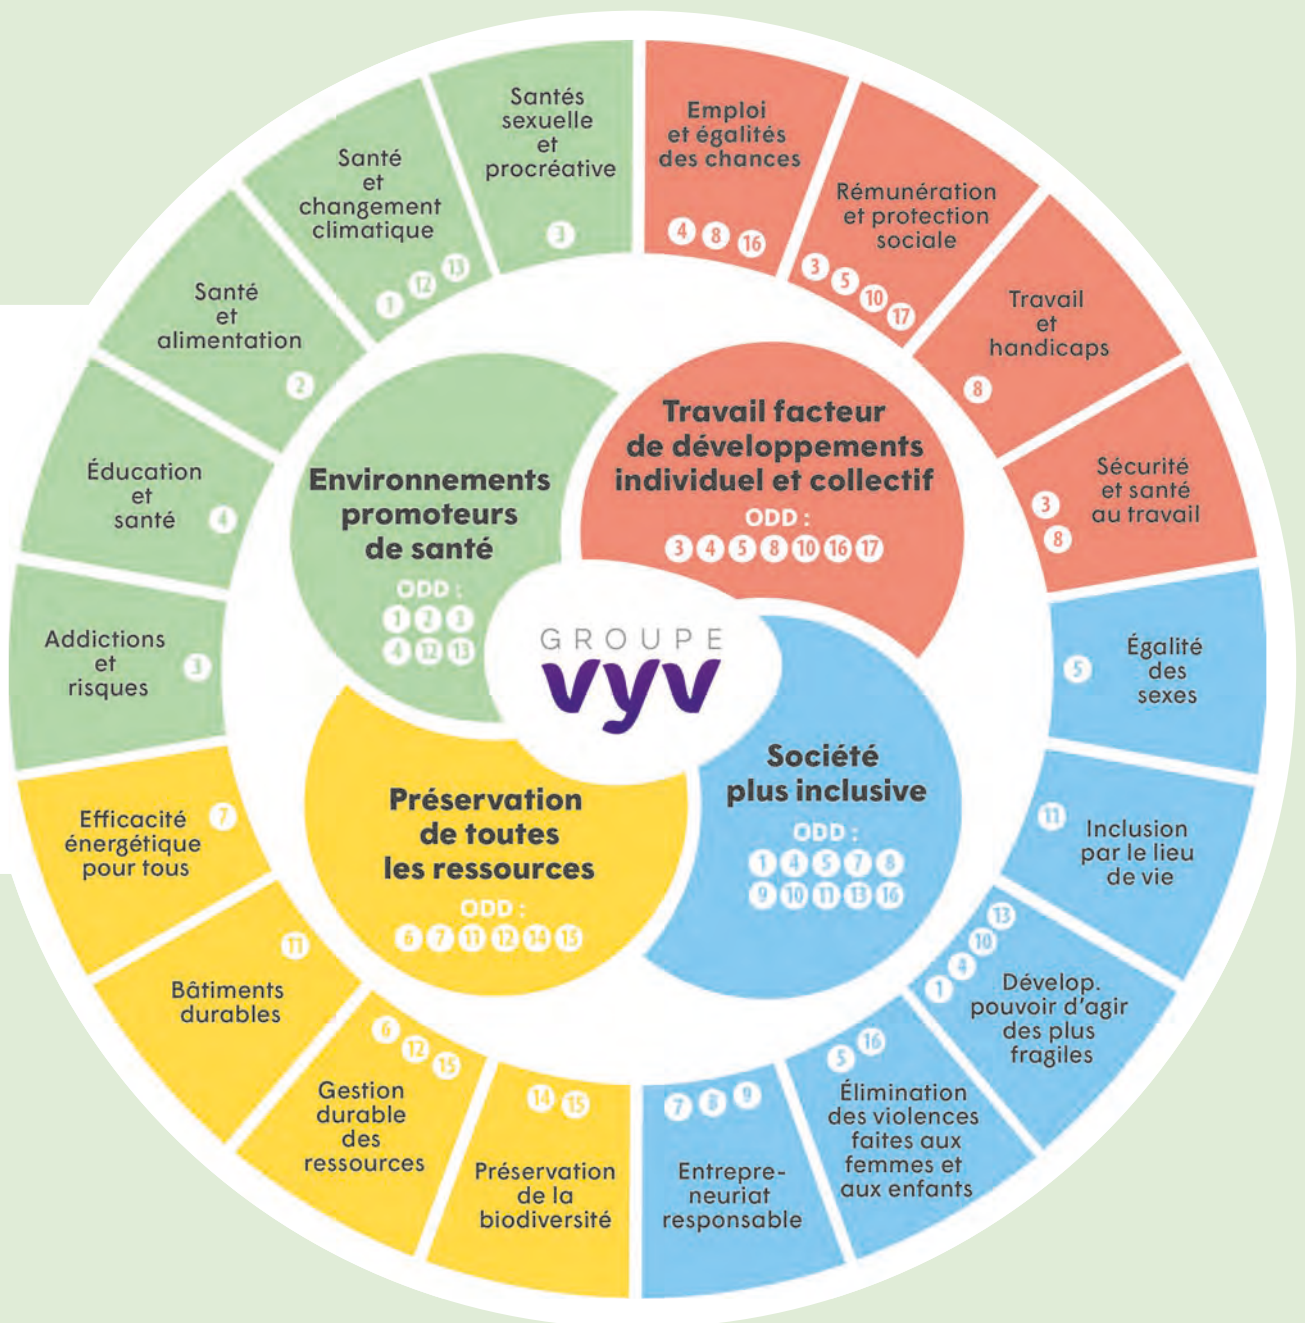 Santés
sexuelle
et
procréative
3
Emploi
et égalités
des chances
4 8 16
Rémunération
et protection
sociale
3 5 10 17
Travail
et
handicaps
8
Sécurité
et santé
au travail
3
8
Égalité
des
sexes
5
Inclusion
par le lieu
de vie
11
Dévelop.
pouvoir d'agir
des plus
fragiles
1 4 10 13
Élimination
des violences
faites aux
femmes et
aux enfants
5 16
Entrepre-
neuriat
responsable
7 8 9
Préservation
de la
biodiversité
14 15
Gestion
durable
des
ressources
6 12 15
Bâtiments
durables
11
Efficacité
énergétique
pour tous
7
Addictions
et
risques
3
Éducation
et
santé
4
Santé
et
alimentation
2
Santé
et
changement
climatique
1 12 13
Environnements
promoteurs
de santé
ODD :
1 2 3
4 12 13
Travail facteur
de développements
individuel et collectif
ODD :
3 4 5 8 10 16 17
GROUPE
vyv
Préservation
de toutes
les ressources
ODD :
6 7 11 12 14 15
Société
plus inclusive
ODD :
1 4 5 7 8
9 10 11 13 16